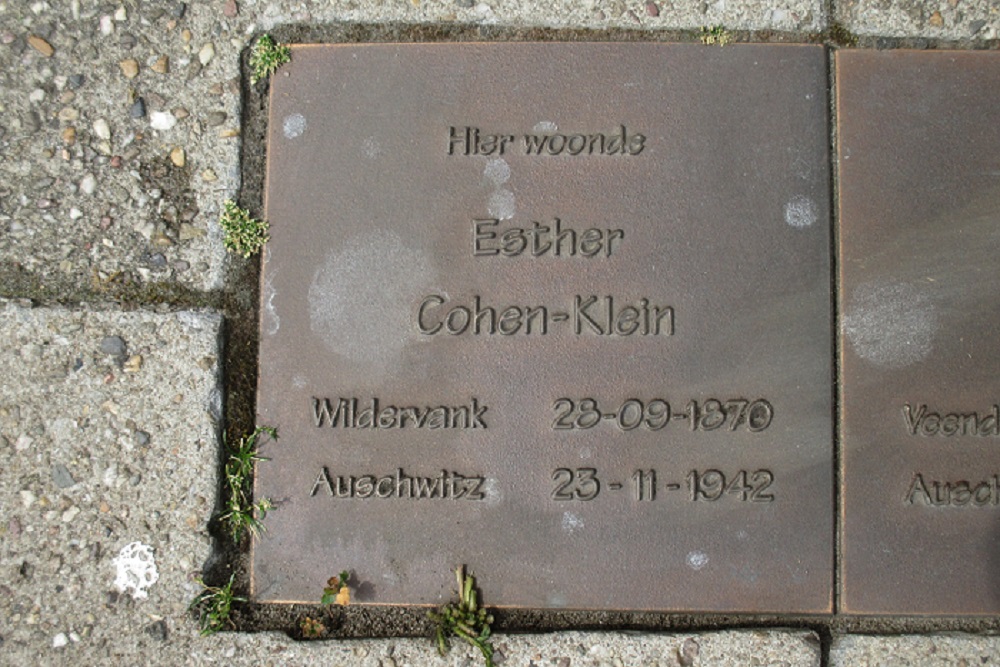 Hier woonde
Esther
Cohen-Klein
Wildervank 28-09-1870
Auschwitz 23-11-1942